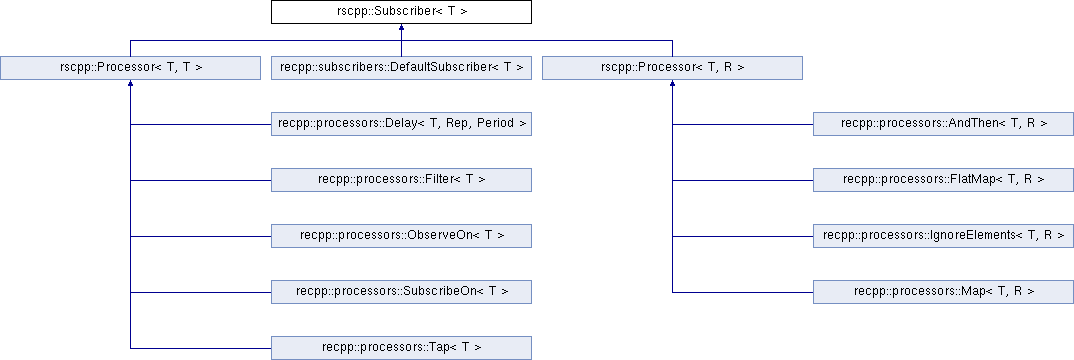 rscpp::Subscriber< T >
rscpp::Processor< T, T >
recpp::subscribers::DefaultSubscriber< T >
rscpp::Processor< T, R >
recpp::processors::Delay< T, Rep, Period >
recpp::processors::AndThen< T, R >
recpp::processors::Filter< T >
recpp::processors::FlatMap< T, R >
recpp::processors::ObserveOn< T >
recpp::processors::IgnoreElements< T, R >
recpp::processors::SubscribeOn< T >
recpp::processors::Map< T, R >
recpp::processors::Tap< T >